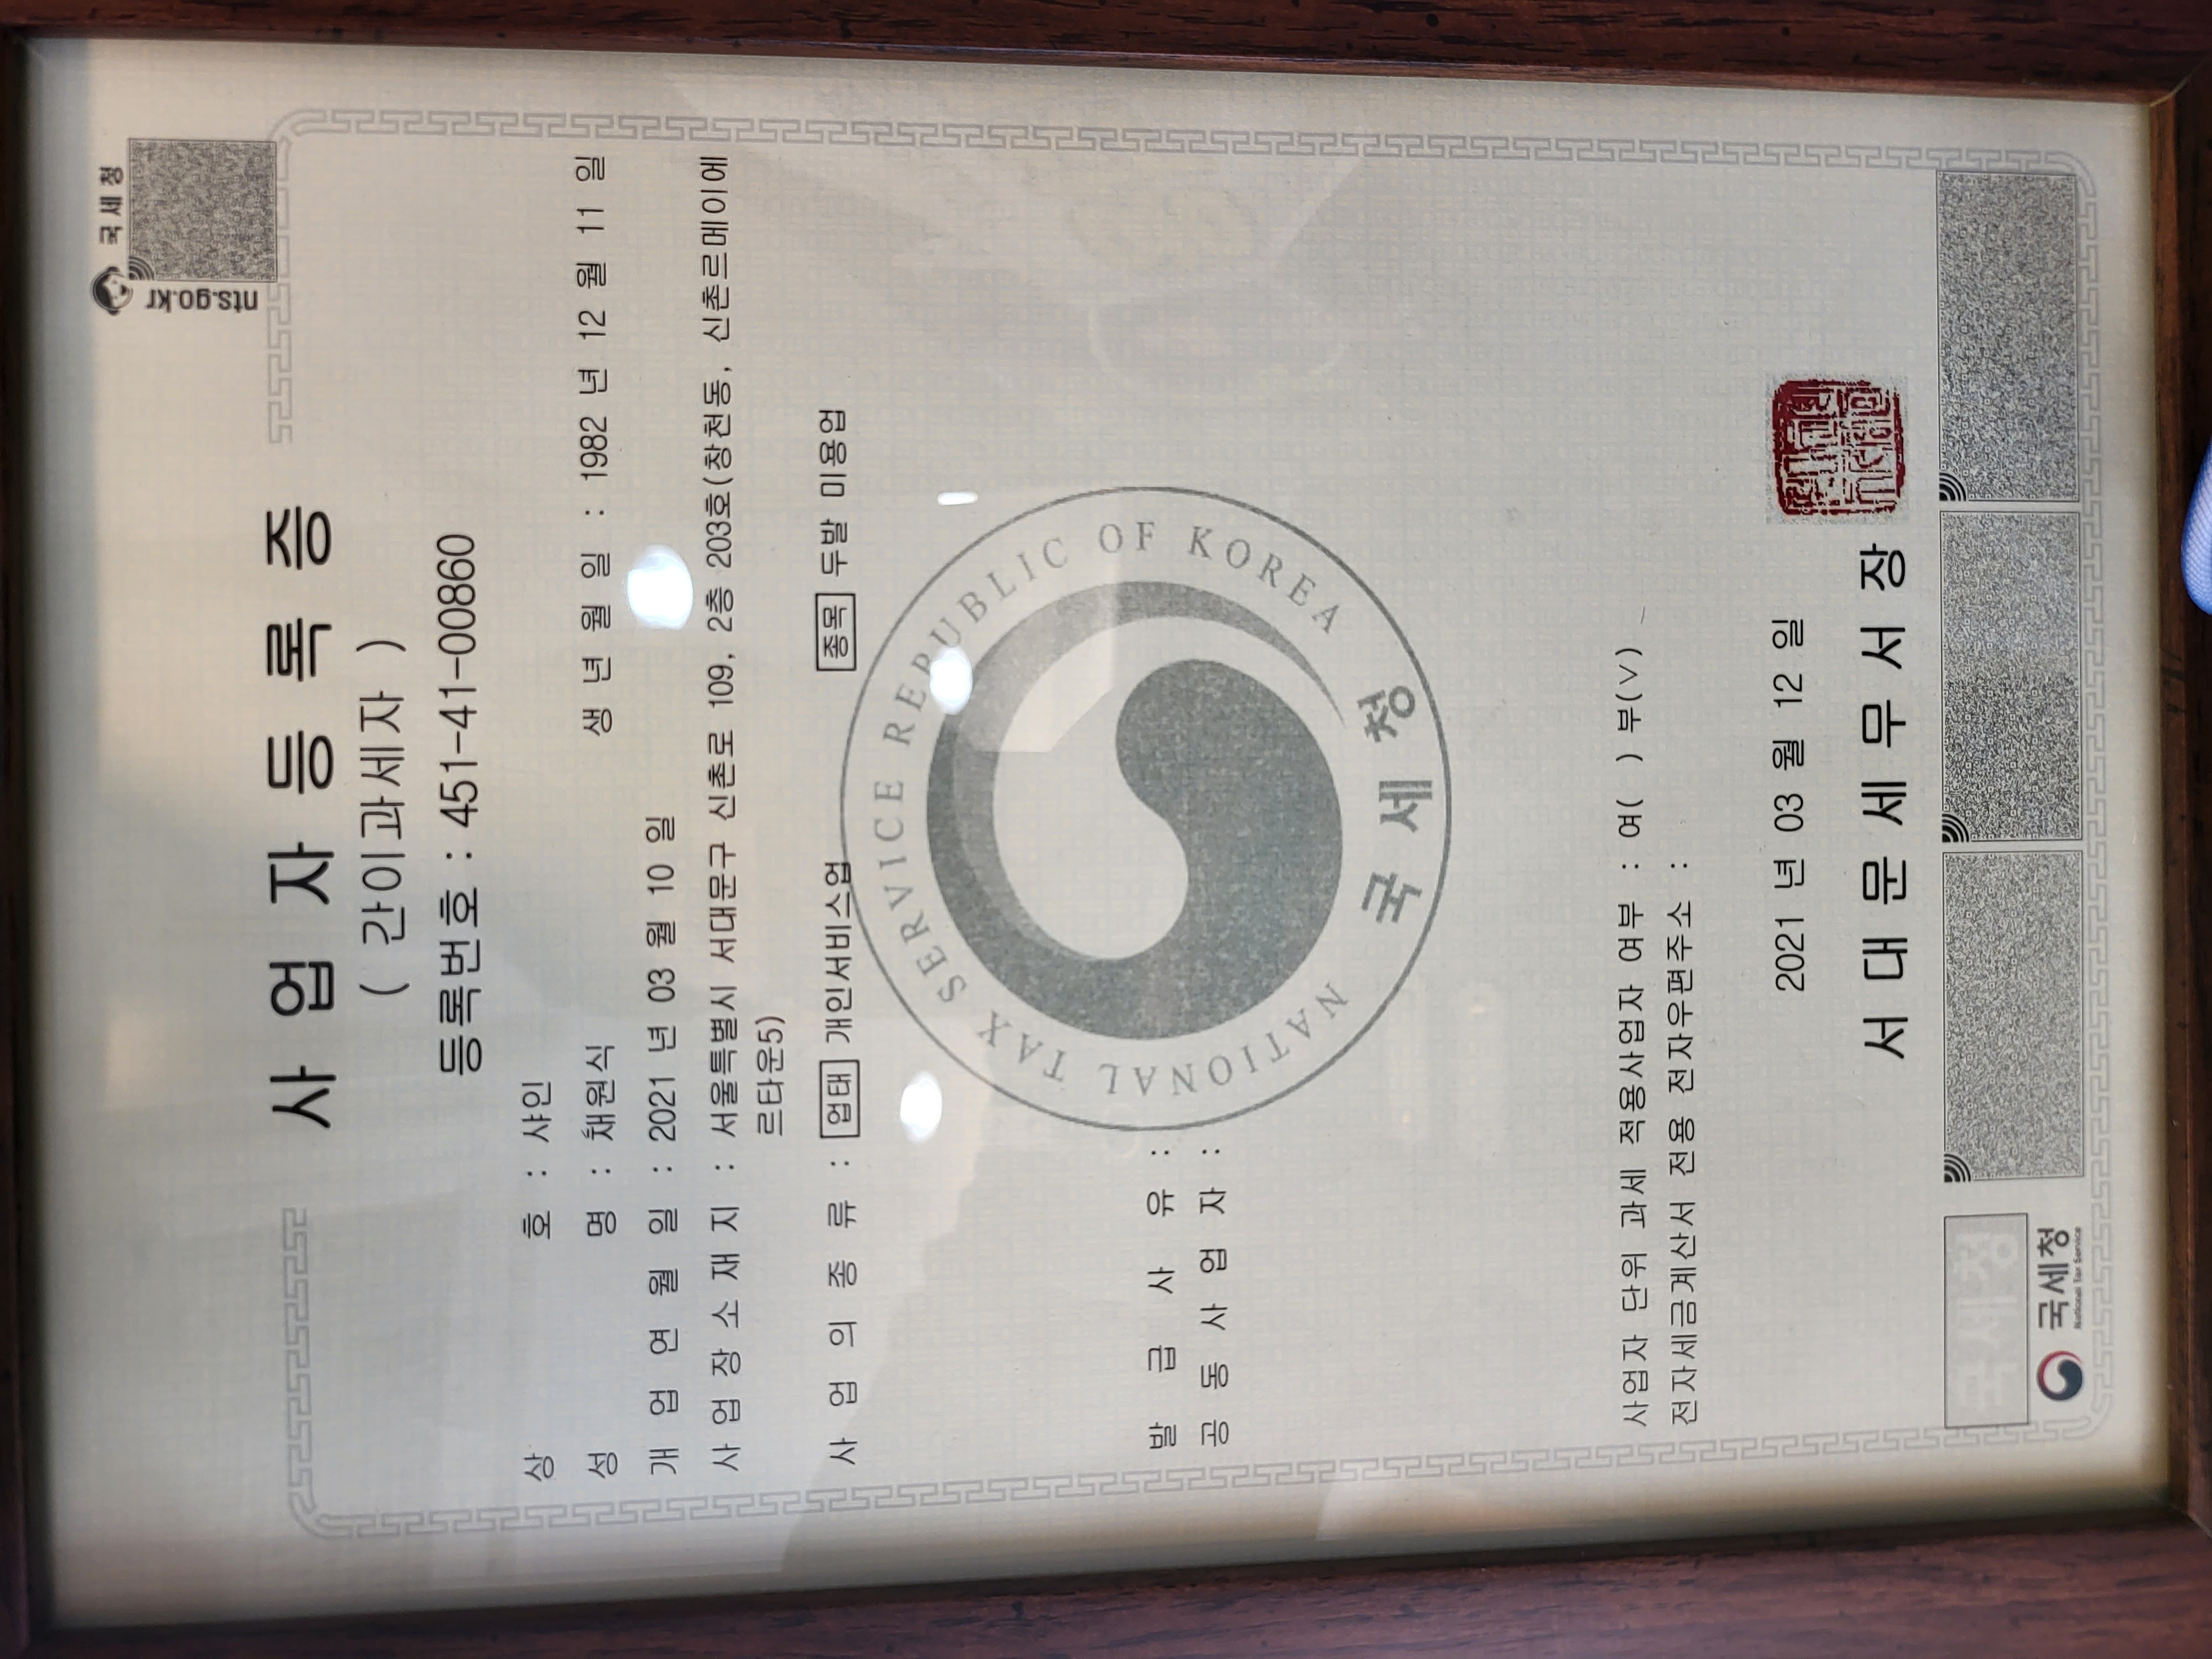 국세청
nts.go.kr
사 업 자 등 록 증
( 간이과세자 )
등록번호 : 451-41-00860
상 호 : 샤인
성 명 : 채원식 생 년 월 일 : 1982 년 12 월 11 일
개 업 연 월 일 : 2021 년 03 월 10 일
사 업 장 소 재 지 : 서울특별시 서대문구 신촌로 109, 2층 203호(창천동, 신촌르메이에
르타운5)
사 업 의 종 류 : 업태 개인서비스업 종목 두발 미용업
NATIONAL TAX SERVICE REPUBLIC OF KOREA
국 세 청
발 급 사 유 :
공 동 사 업 자 :
사업자 단위 과세 적용사업자 여부 : 여( ) 부(∨)
전자세금계산서 전용 전자우편주소 :
2021 년 03 월 12 일
서 대 문 세 무 서 장
국세청
국세청
National Tax Service